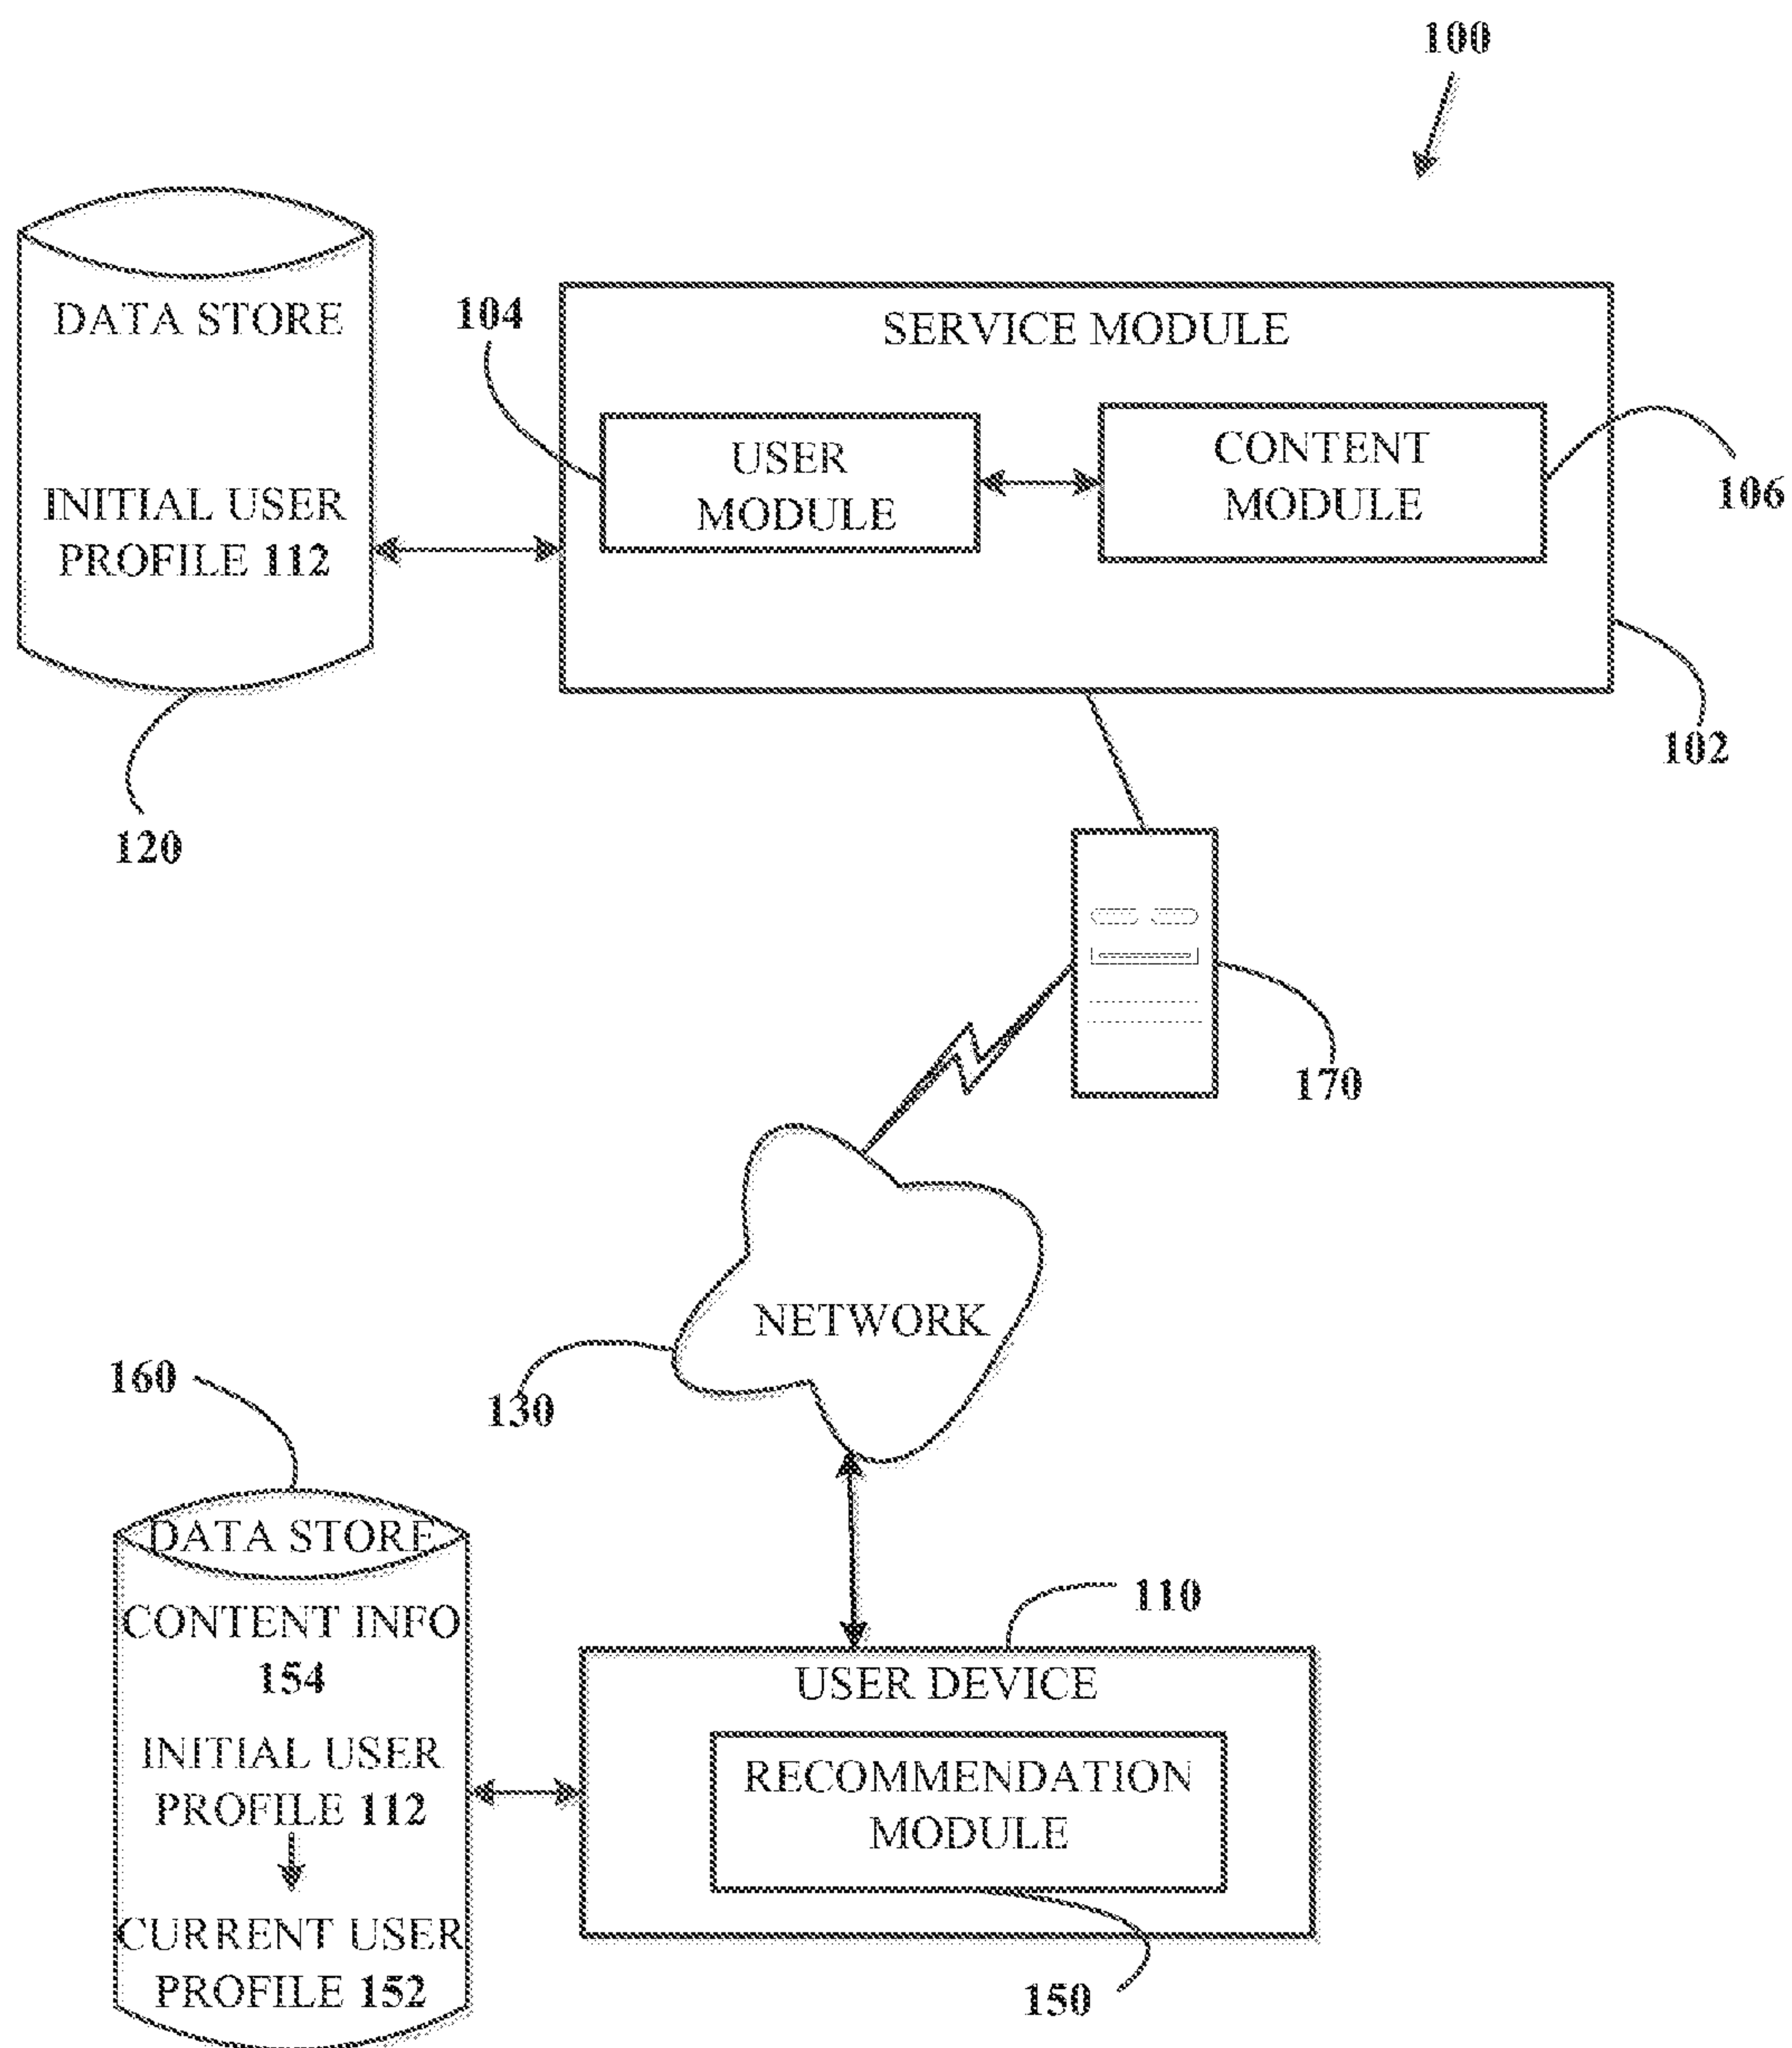 100
DATA STORE
INITIAL USER
PROFILE 112
120
104
SERVICE MODULE
USER
MODULE
CONTENT
MODULE
106
102
170
NETWORK
130
160
DATA STORE
CONTENT INFO
154
INITIAL USER
PROFILE 112
CURRENT USER
PROFILE 152
110
USER DEVICE
RECOMMENDATION
MODULE
150